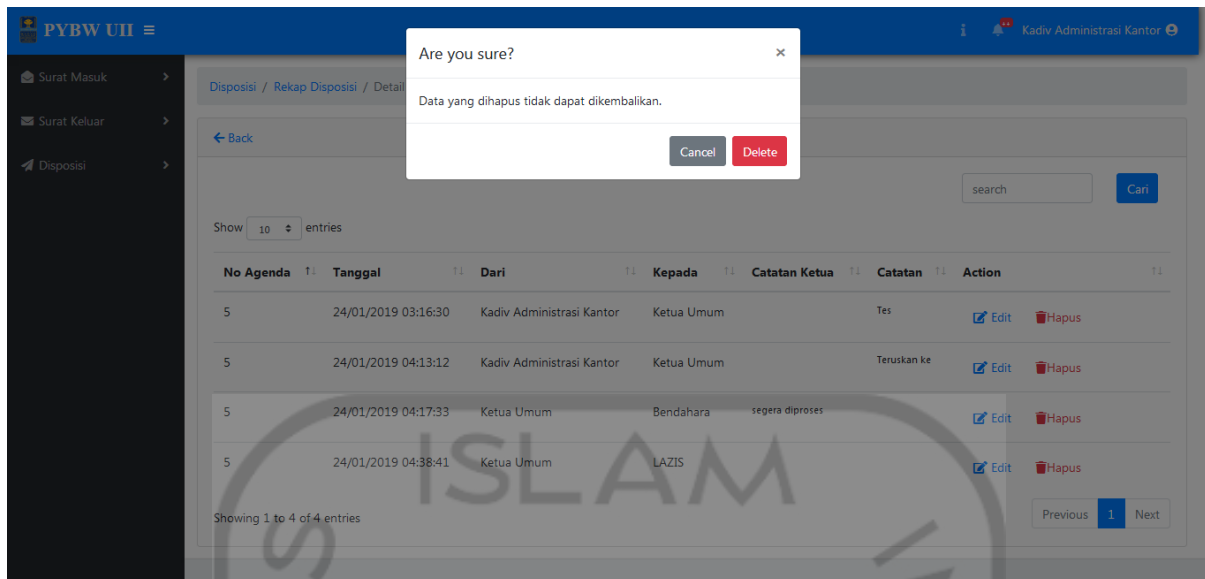 PYBW UII
Kadiv Administrasi Kantor
Are you sure? ×
Data yang dihapus tidak dapat dikembalikan.
Cancel Delete
Surat Masuk
Surat Keluar
Disposisi
Disposisi / Rekap Disposisi / Detail
Back
search Cari
Show 10 entries
No Agenda Tanggal Dari Kepada Catatan Ketua Catatan Action
5 24/01/2019 03:16:30 Kadiv Administrasi Kantor Ketua Umum Tes Edit Hapus
5 24/01/2019 04:13:12 Kadiv Administrasi Kantor Ketua Umum Teruskan ke Edit Hapus
5 24/01/2019 04:17:33 Ketua Umum Bendahara segera diproses Edit Hapus
5 24/01/2019 04:38:41 Ketua Umum LAZIS Edit Hapus
Showing 1 to 4 of 4 entries
Previous 1 Next
ISLAM